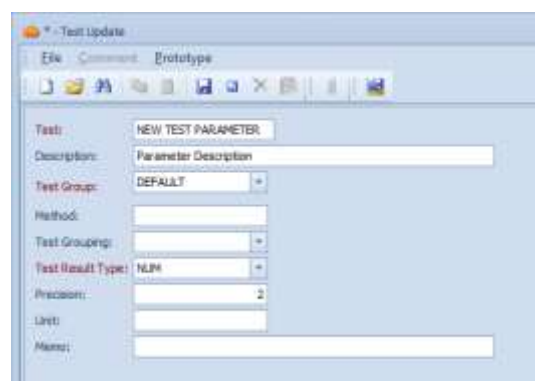 * - Test Update
File Comment Prototype
Test: NEW TEST PARAMETER
Description: Parameter Description
Test Group: DEFAULT
Method:
Test Grouping:
Test Result Type: NUM
Precision: 2
Unit:
Memo: